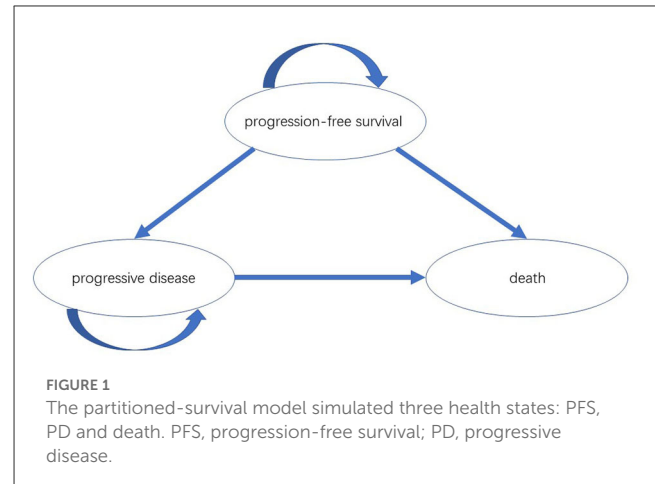 progression-free survival
progressive disease
death
FIGURE 1
The partitioned-survival model simulated three health states: PFS,
PD and death. PFS, progression-free survival; PD, progressive
disease.